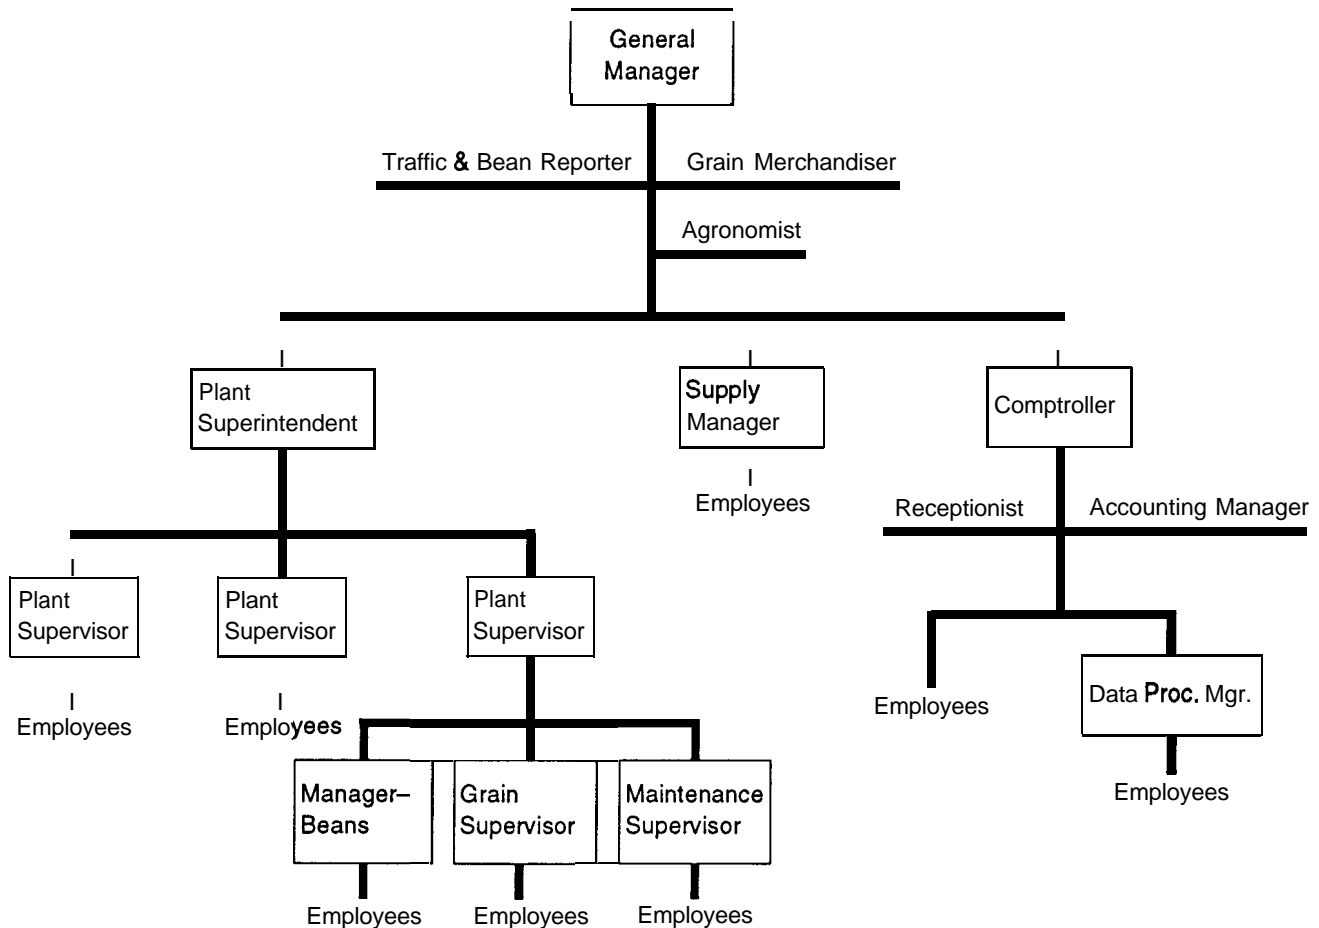 General
Manager
Traffic & Bean Reporter
Grain Merchandiser
Agronomist
Plant
Superintendent
Supply
Manager
Comptroller
Employees
Receptionist
Accounting Manager
Plant
Supervisor
Plant
Supervisor
Plant
Supervisor
Employees
Employees
Employees
Data Proc. Mgr.
Employees
Manager–
Beans
Grain
Supervisor
Maintenance
Supervisor
Employees
Employees
Employees